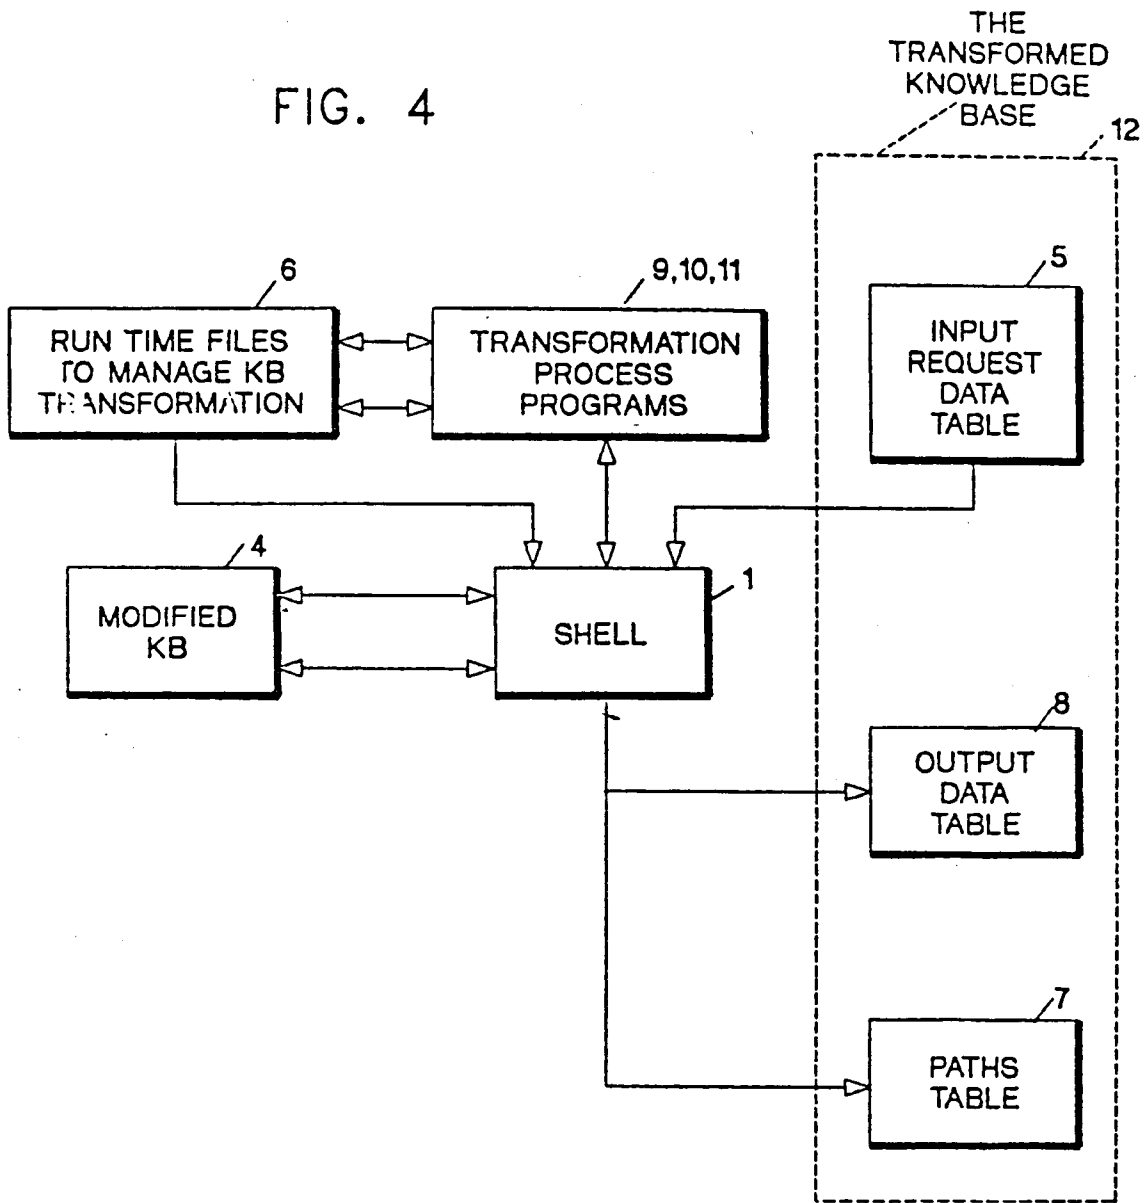 THE
TRANSFORMED
KNOWLEDGE
BASE
FIG. 4
12
6
9,10,11
5
RUN TIME FILES
TO MANAGE KB
TRANSFORMATION
TRANSFORMATION
PROCESS
PROGRAMS
INPUT
REQUEST
DATA
TABLE
4
1
MODIFIED
KB
SHELL
8
OUTPUT
DATA
TABLE
7
PATHS
TABLE